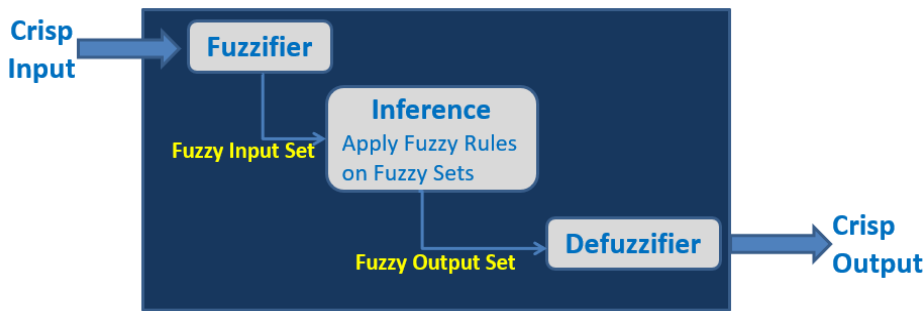 Crisp
Input
Fuzzifier
Fuzzy Input Set
Inference
Apply Fuzzy Rules
on Fuzzy Sets
Fuzzy Output Set
Defuzzifier
Crisp
Output